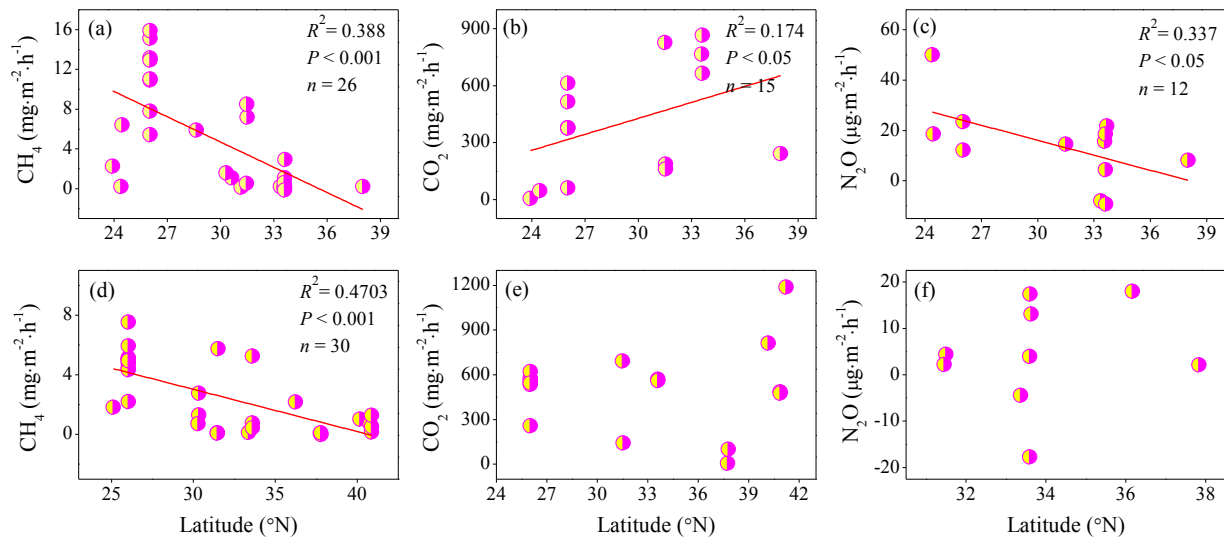 (a)
R² = 0.388
P < 0.001
n = 26
CH₄ (mg·m⁻²·h⁻¹)
16
12
8
4
0
24 27 30 33 36 39
(b)
R² = 0.174
P < 0.05
n = 15
CO₂ (mg·m⁻²·h⁻¹)
900
600
300
0
24 27 30 33 36 39
(c)
R² = 0.337
P < 0.05
n = 12
N₂O (μg·m⁻²·h⁻¹)
60
40
20
0
24 27 30 33 36 39
(d)
R² = 0.4703
P < 0.001
n = 30
CH₄ (mg·m⁻²·h⁻¹)
8
4
0
25 30 35 40
Latitude (°N)
(e)
CO₂ (mg·m⁻²·h⁻¹)
1200
900
600
300
0
24 27 30 33 36 39 42
Latitude (°N)
(f)
N₂O (μg·m⁻²·h⁻¹)
20
10
0
-10
-20
32 34 36 38
Latitude (°N)